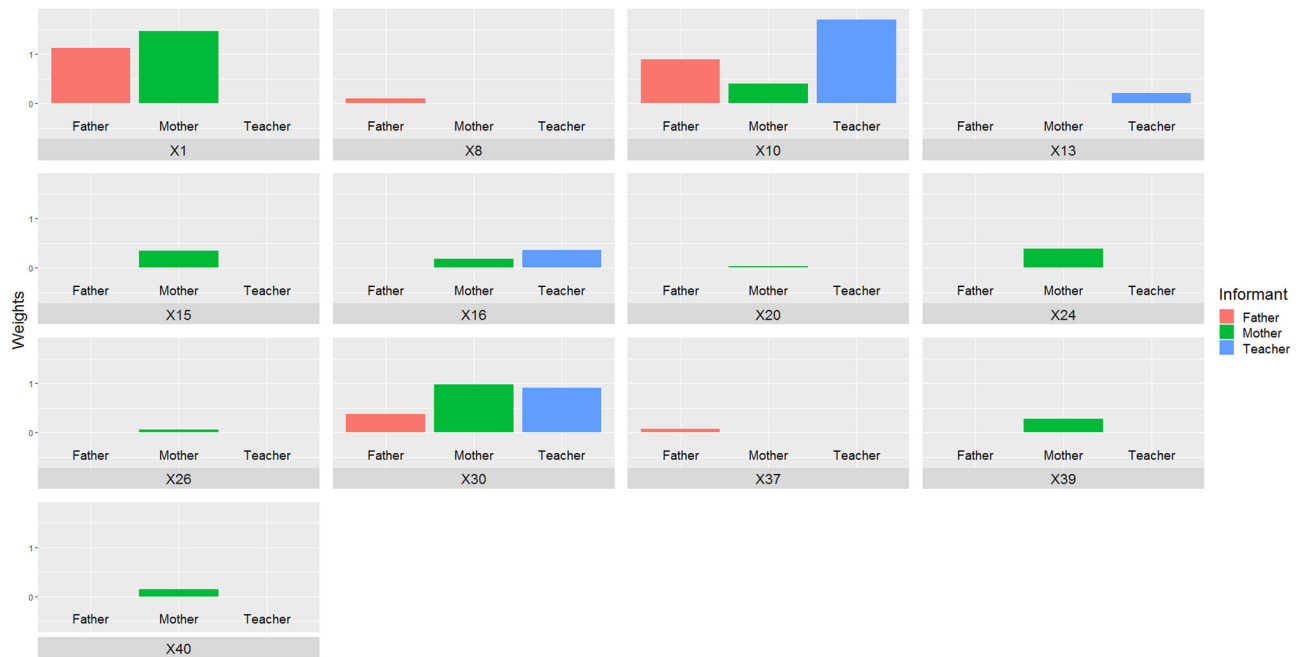 1
0
Father Mother Teacher
X1
Father Mother Teacher
X8
Father Mother Teacher
X10
Father Mother Teacher
X13
1
0
Father Mother Teacher
X15
Father Mother Teacher
X16
Father Mother Teacher
X20
Father Mother Teacher
X24
Weights
1
0
Father Mother Teacher
X26
Father Mother Teacher
X30
Father Mother Teacher
X37
Father Mother Teacher
X39
1
0
Father Mother Teacher
X40
Informant
Father
Mother
Teacher